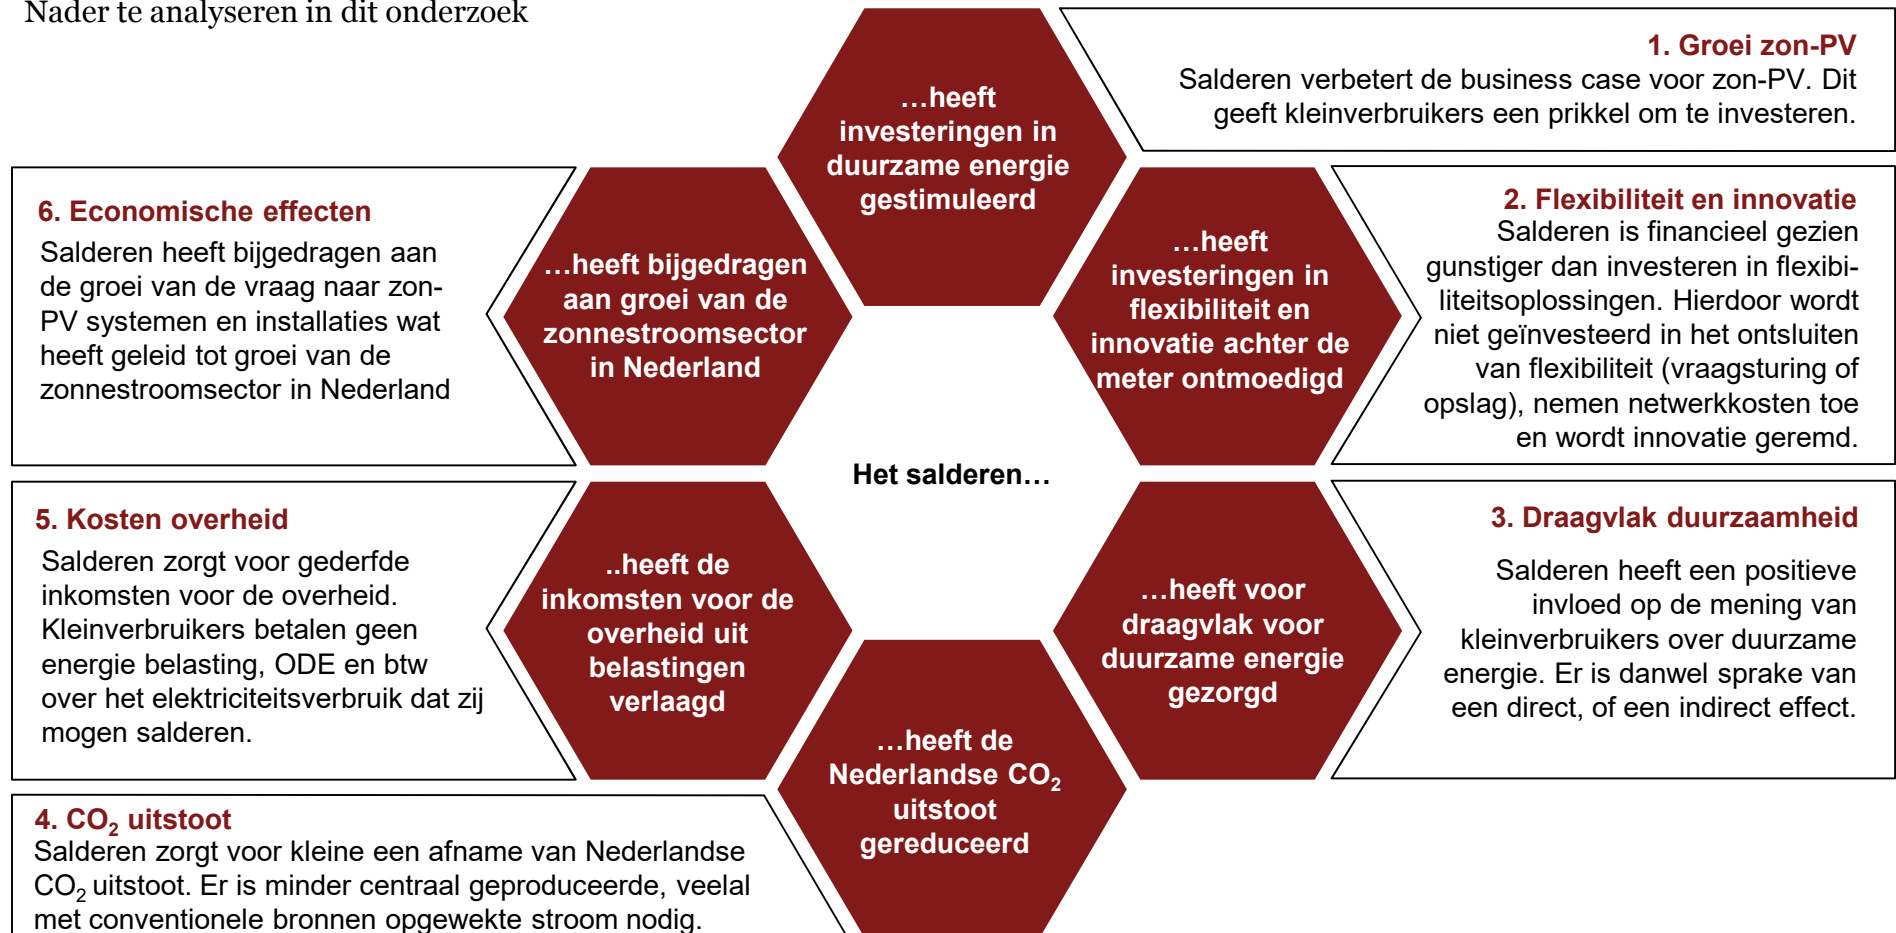 Nader te analyseren in dit onderzoek
…heeft
investeringen in
duurzame energie
gestimuleerd
1. Groei zon-PV
Salderen verbetert de business case voor zon-PV. Dit
geeft kleinverbruikers een prikkel om te investeren.
…heeft
investeringen in
flexibiliteit en
innovatie achter de
meter ontmoedigd
2. Flexibiliteit en innovatie
Salderen is financieel gezien
gunstiger dan investeren in flexibi-
liteitsoplossingen. Hierdoor wordt
niet geïnvesteerd in het ontsluiten
van flexibiliteit (vraagsturing of
opslag), nemen netwerkkosten toe
en wordt innovatie geremd.
Het salderen…
…heeft voor
draagvlak voor
duurzame energie
gezorgd
3. Draagvlak duurzaamheid
Salderen heeft een positieve
invloed op de mening van
kleinverbruikers over duurzame
energie. Er is danwel sprake van
een direct, of een indirect effect.
…heeft de
Nederlandse CO₂
uitstoot
gereduceerd
4. CO₂ uitstoot
Salderen zorgt voor kleine een afname van Nederlandse
CO₂ uitstoot. Er is minder centraal geproduceerde, veelal
met conventionele bronnen opgewekte stroom nodig.
..heeft de
inkomsten voor de
overheid uit
belastingen
verlaagd
5. Kosten overheid
Salderen zorgt voor gederfde
inkomsten voor de overheid.
Kleinverbruikers betalen geen
energie belasting, ODE en btw
over het elektriciteitsverbruik dat zij
mogen salderen.
…heeft bijgedragen
aan groei van de
zonnestroomsector
in Nederland
6. Economische effecten
Salderen heeft bijgedragen aan
de groei van de vraag naar zon-
PV systemen en installaties wat
heeft geleid tot groei van de
zonnestroomsector in Nederland